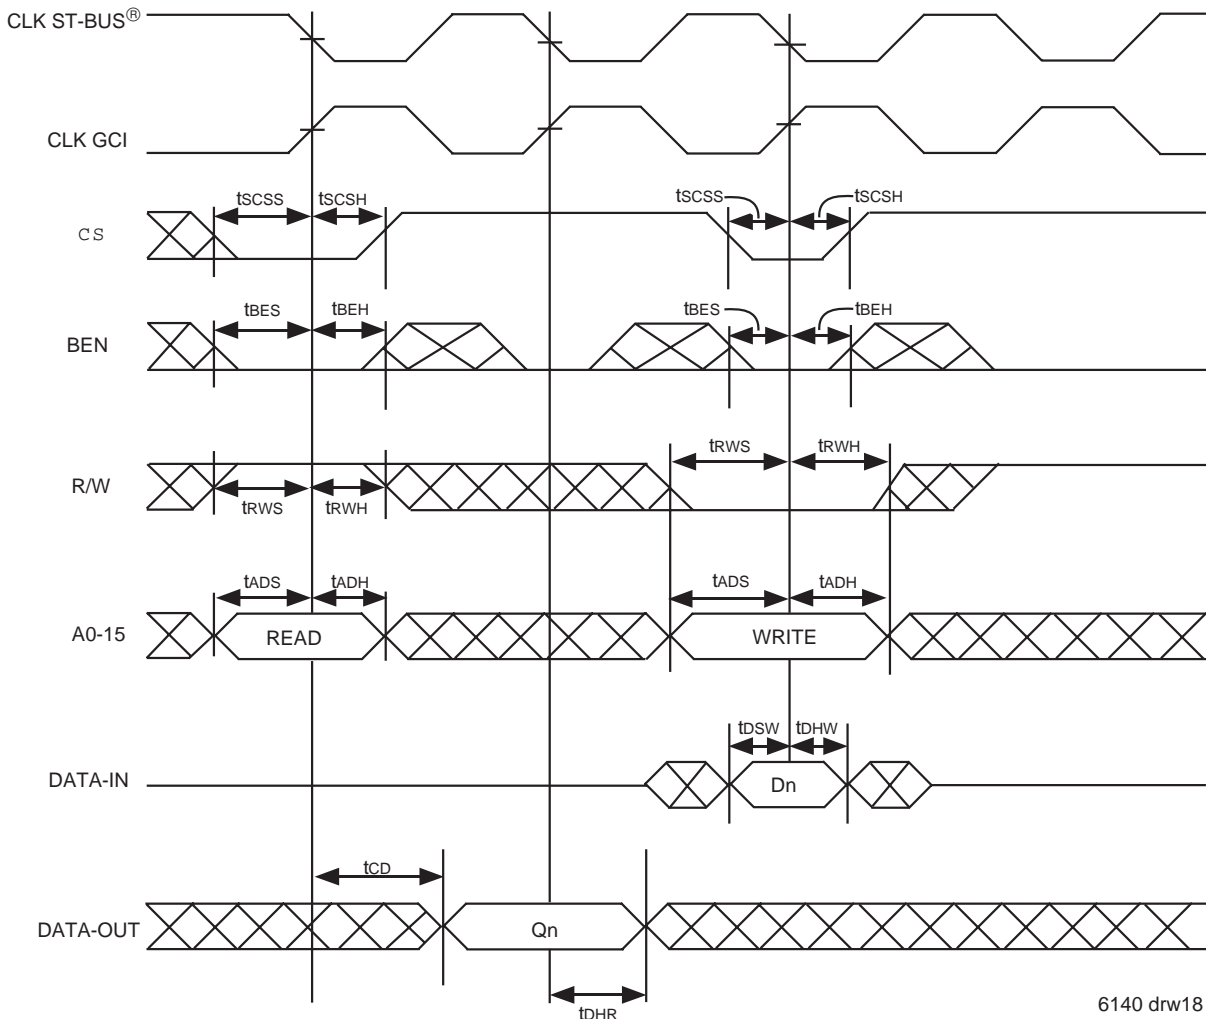 CLK ST-BUS®
CLK GCI
tSCSS tSCSH tSCSS tSCSH
CS
tBES tBEH tBES tBEH
BEN
tRWS tRWH
R/W
tRWS tRWH
tADS tADH tADS tADH
A0-15 READ WRITE
tDSW tDHW
DATA-IN Dn
tCD
DATA-OUT Qn
tDHR
6140 drw18